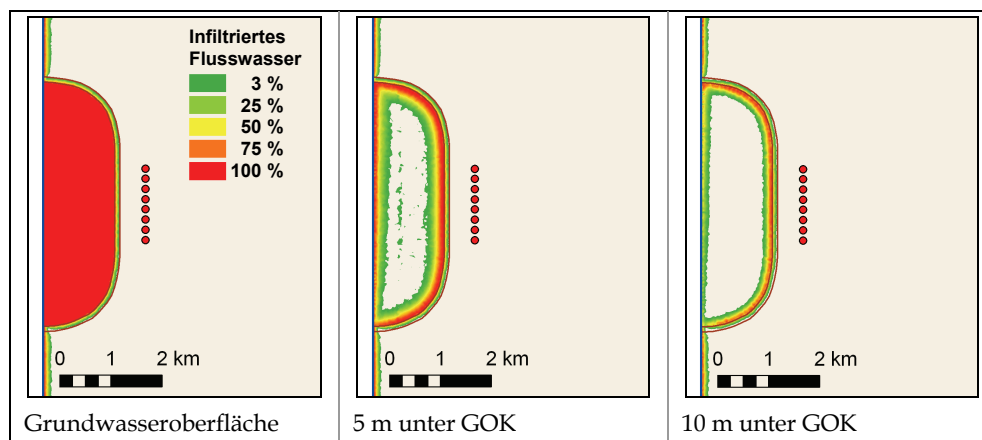 Infiltriertes
Flusswasser
3 %
25 %
50 %
75 %
100 %
0 1 2 km
Grundwasseroberfläche
0 1 2 km
5 m unter GOK
0 1 2 km
10 m unter GOK